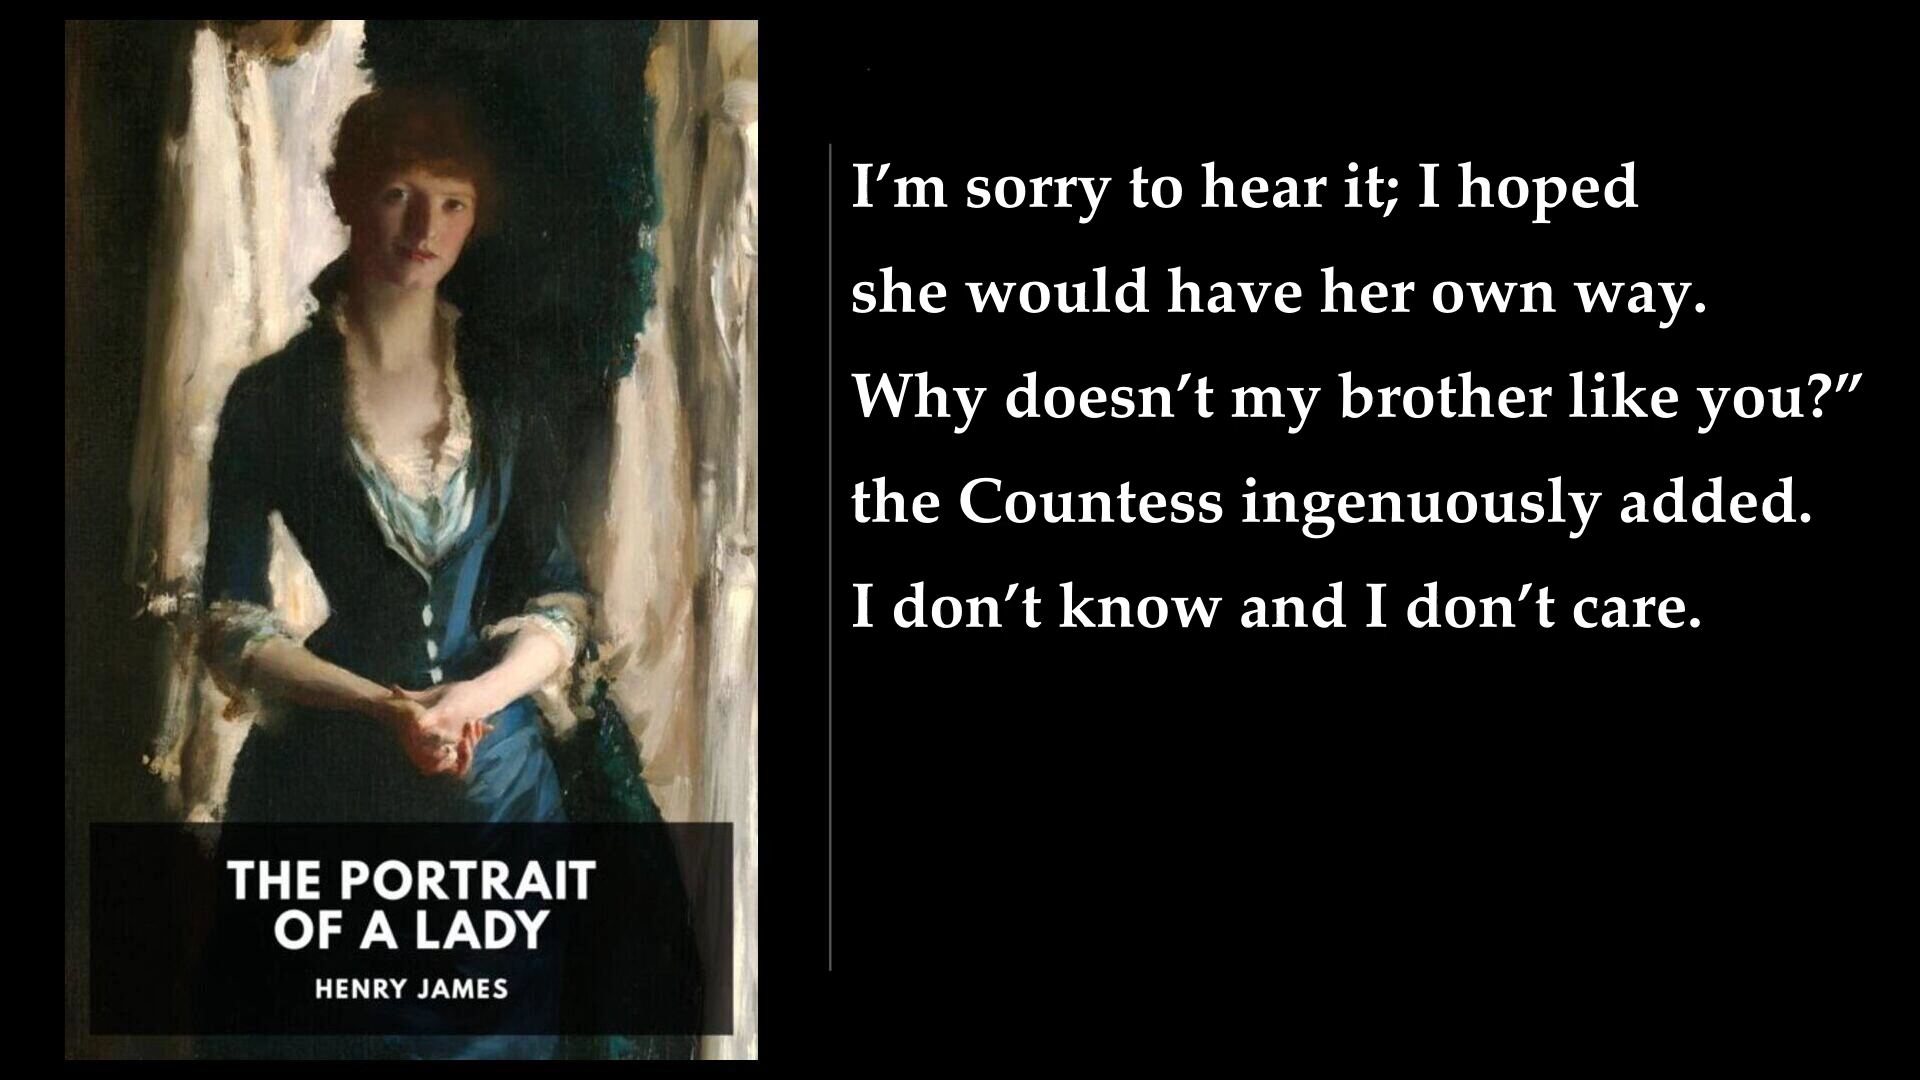 THE PORTRAIT
OF A LADY
HENRY JAMES
I’m sorry to hear it; I hoped
she would have her own way.
Why doesn’t my brother like you?”
the Countess ingenuously added.
I don’t know and I don’t care.